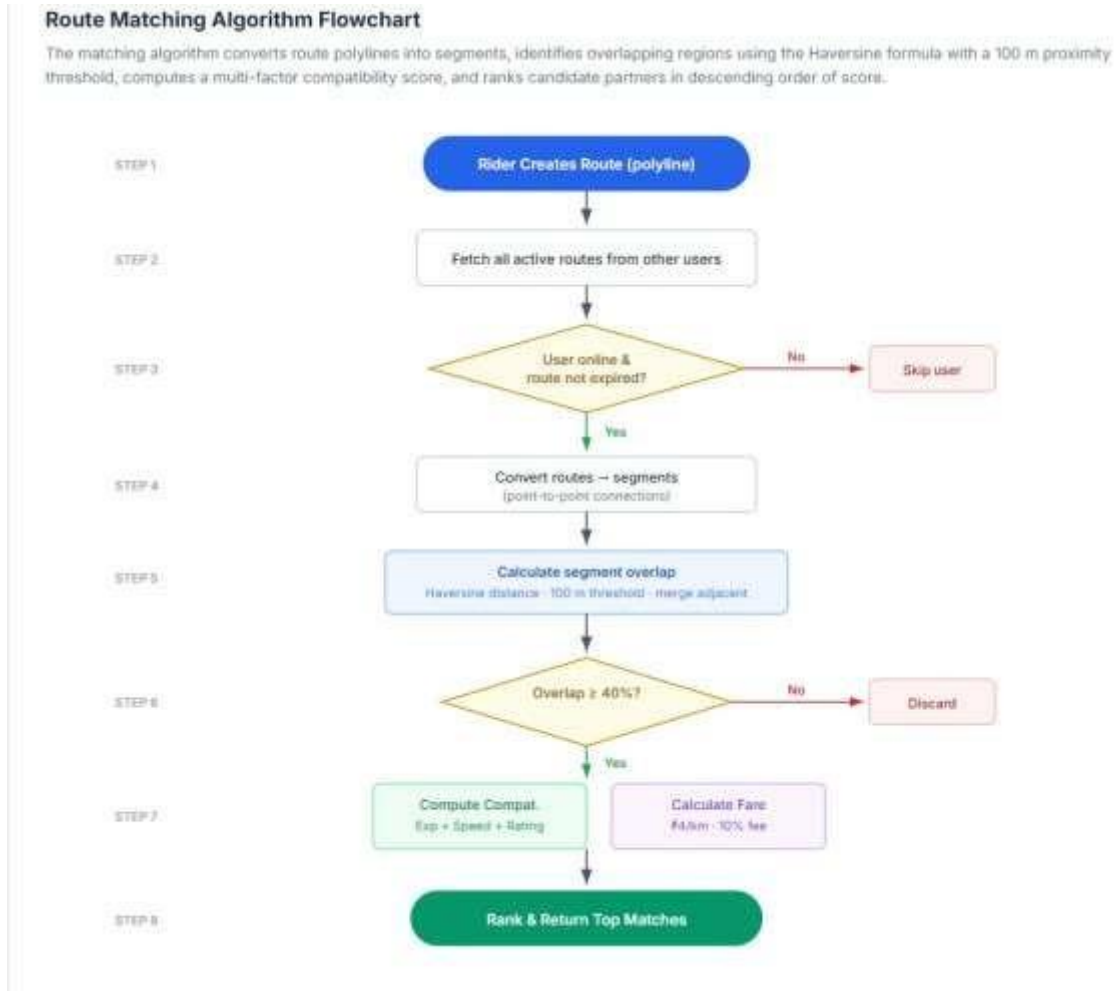 Route Matching Algorithm Flowchart
The matching algorithm converts route polylines into segments, identifies overlapping regions using the Haversine formula with a 100 m proximity
threshold, computes a multi-factor compatibility score, and ranks candidate partners in descending order of score.
STEP 1
Rider Creates Route (polyline)
STEP 2
Fetch all active routes from other users
STEP 3
User online &
route not expired?
No
Skip user
Yes
STEP 4
Convert routes → segments
(point-to-point connections)
STEP 5
Calculate segment overlap
Haversine distance · 100 m threshold · merge adjacent
STEP 6
Overlap ≥ 40%?
No
Discard
Yes
STEP 7
Compute Compat.
Exp + Speed + Rating
Calculate Fare
₹4/km · 10% fee
STEP 8
Rank & Return Top Matches